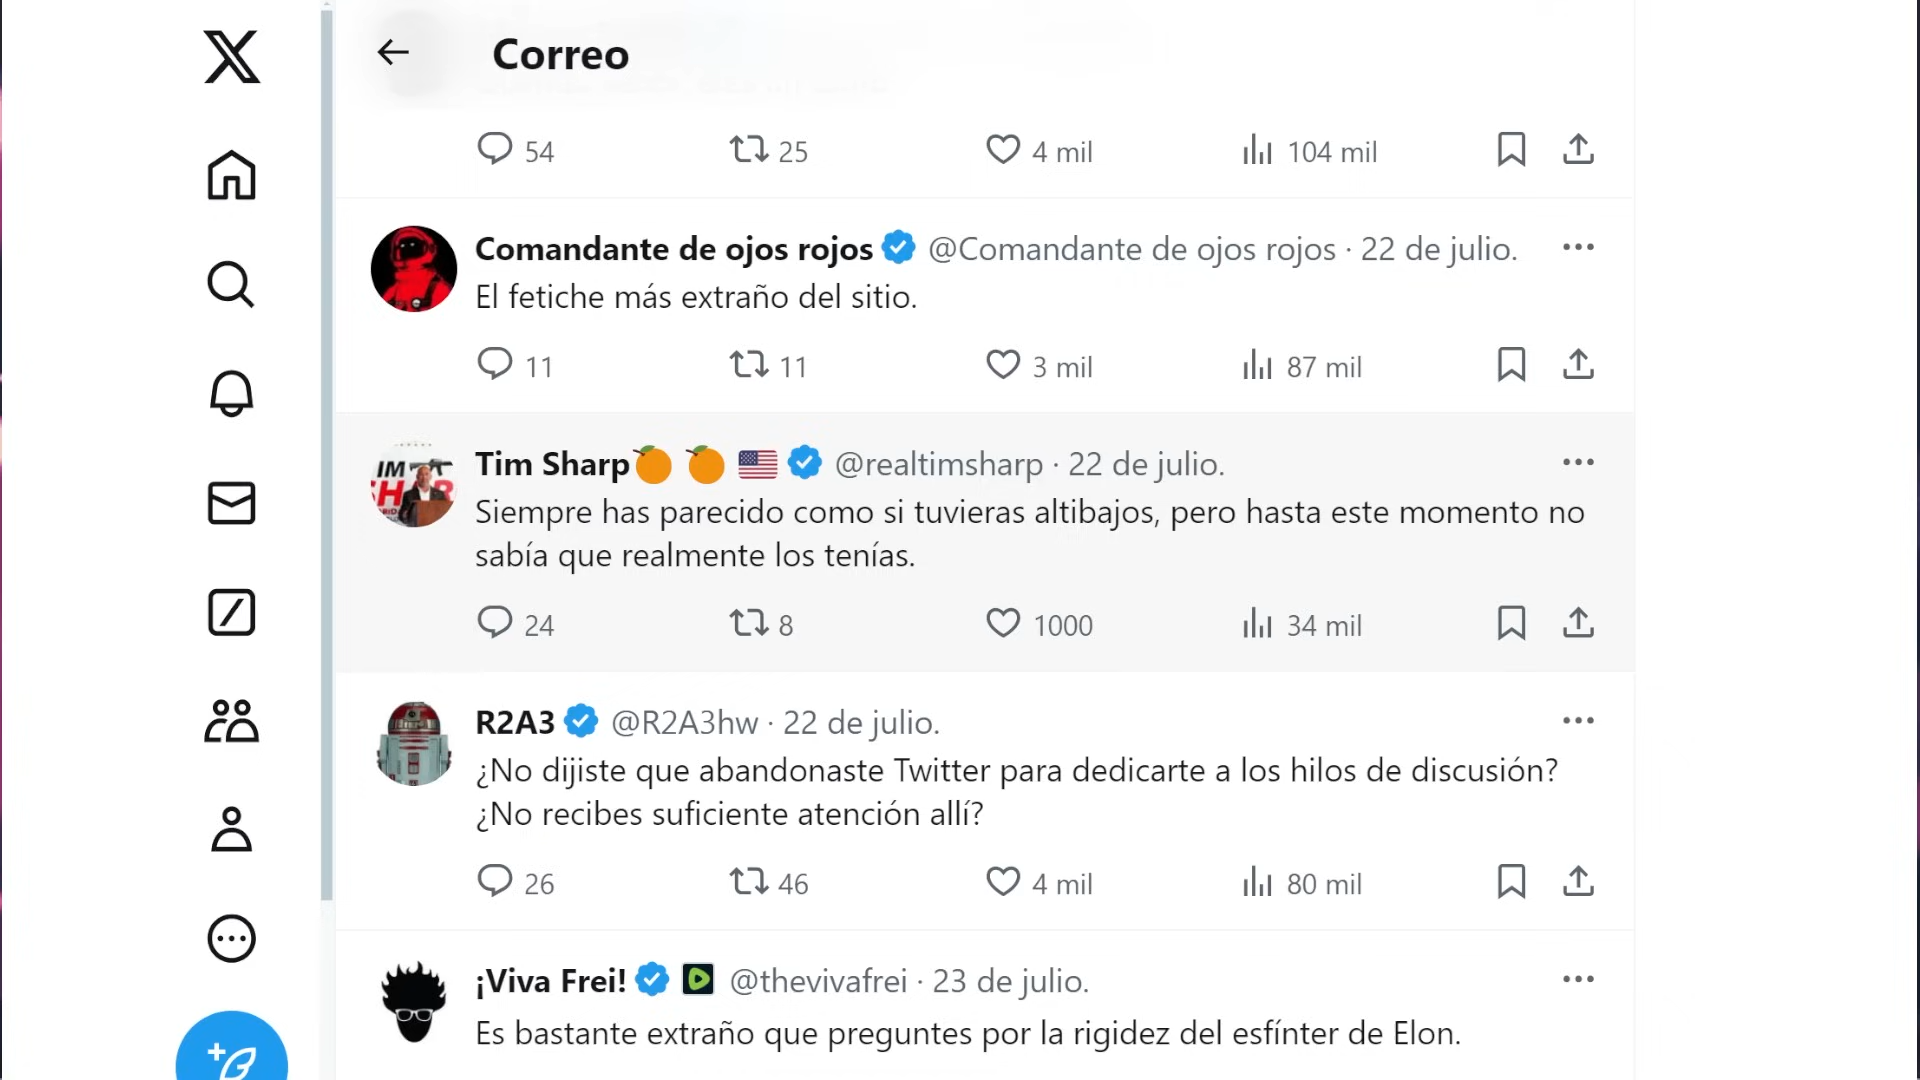 Correo
54 25 4 mil 104 mil
Comandante de ojos rojos @Comandante de ojos rojos · 22 de julio.
El fetiche más extraño del sitio.
11 11 3 mil 87 mil
Tim Sharp🍊 🍊 🇺🇸 @realtimsharp · 22 de julio.
Siempre has parecido como si tuvieras altibajos, pero hasta este momento no
sabía que realmente los tenías.
24 8 1000 34 mil
R2A3 @R2A3hw · 22 de julio.
¿No dijiste que abandonaste Twitter para dedicarte a los hilos de discusión?
¿No recibes suficiente atención allí?
26 46 4 mil 80 mil
¡Viva Frei! @thevivafrei · 23 de julio.
Es bastante extraño que preguntes por la rigidez del esfínter de Elon.